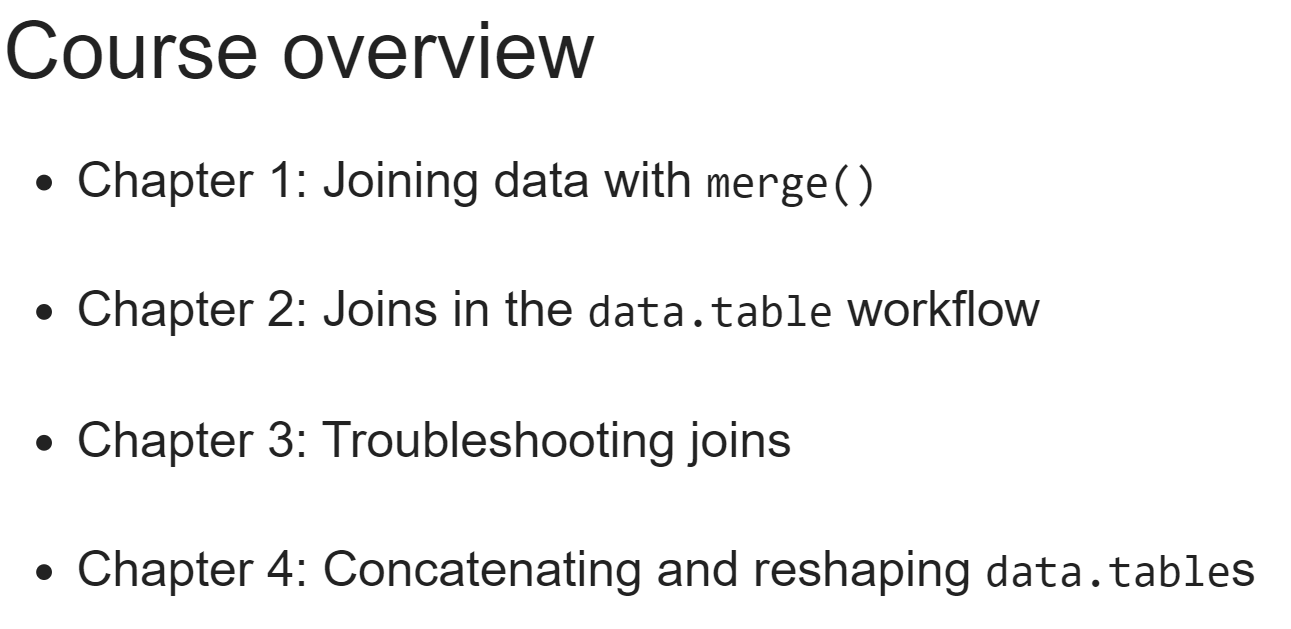 Course overview
• Chapter 1: Joining data with merge()
• Chapter 2: Joins in the data.table workflow
• Chapter 3: Troubleshooting joins
• Chapter 4: Concatenating and reshaping data.tables